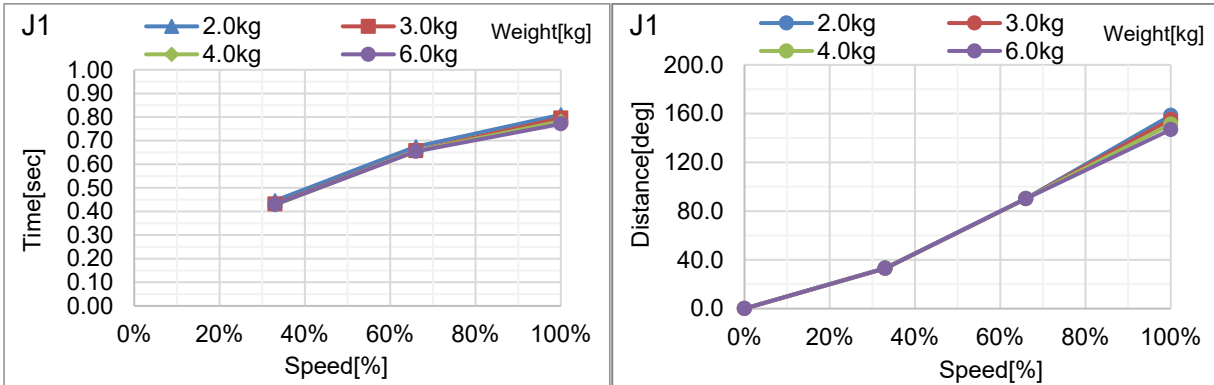 J1
2.0kg 3.0kg Weight[kg]
4.0kg 6.0kg
1.00
0.90
0.80
0.70
0.60
0.50
0.40
0.30
0.20
0.10
0.00
Time[sec]
0% 20% 40% 60% 80% 100%
Speed[%]
J1
2.0kg 3.0kg Weight[kg]
4.0kg 6.0kg
200.0
160.0
120.0
80.0
40.0
0.0
Distance[deg]
0% 20% 40% 60% 80% 100%
Speed[%]